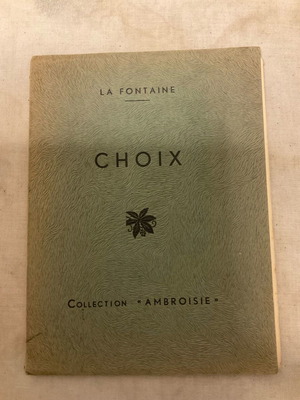 LA FONTAINE
CHOIX
COLLECTION "AMBROISIE"